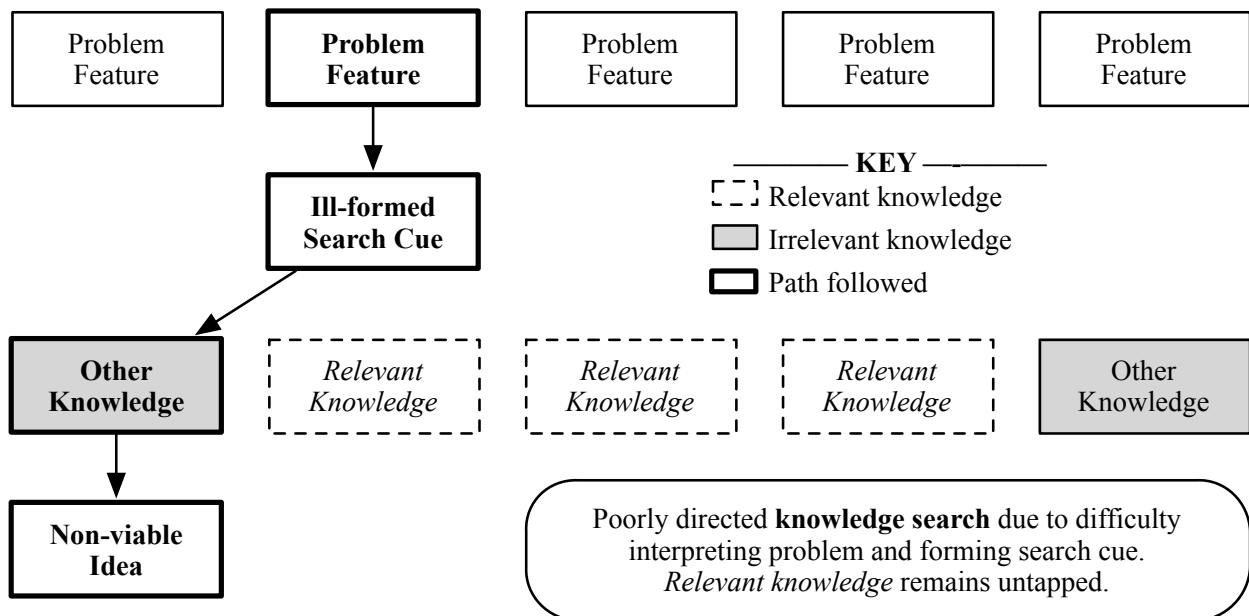 Problem
Feature
Problem
Feature
Problem
Feature
Problem
Feature
Problem
Feature
KEY
Relevant knowledge
Irrelevant knowledge
Path followed
Ill-formed
Search Cue
Other
Knowledge
Relevant
Knowledge
Relevant
Knowledge
Relevant
Knowledge
Other
Knowledge
Non-viable
Idea
Poorly directed knowledge search due to difficulty
interpreting problem and forming search cue.
Relevant knowledge remains untapped.